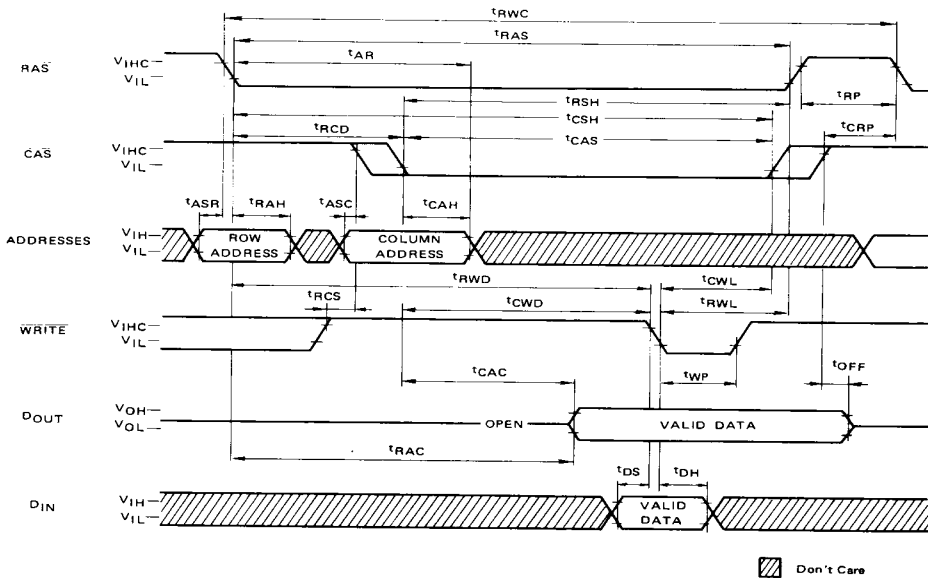 tRWC
tRAS
tAR
RAS
VIHC
VIL
tRSH
tRP
tCSH
tRCD
tCAS
tCRP
CAS
VIHC
VIL
tASR
tRAH
tASC
tCAH
ADDRESSES
VIH
VIL
ROW
ADDRESS
COLUMN
ADDRESS
tRWD
tCWL
tRCS
tCWD
tRWL
WRITE
VIHC
VIL
tCAC
tWP
tOFF
DOUT
VOH
VOL
OPEN
VALID DATA
tRAC
tDS
tDH
DIN
VIH
VIL
VALID
DATA
Don't Care